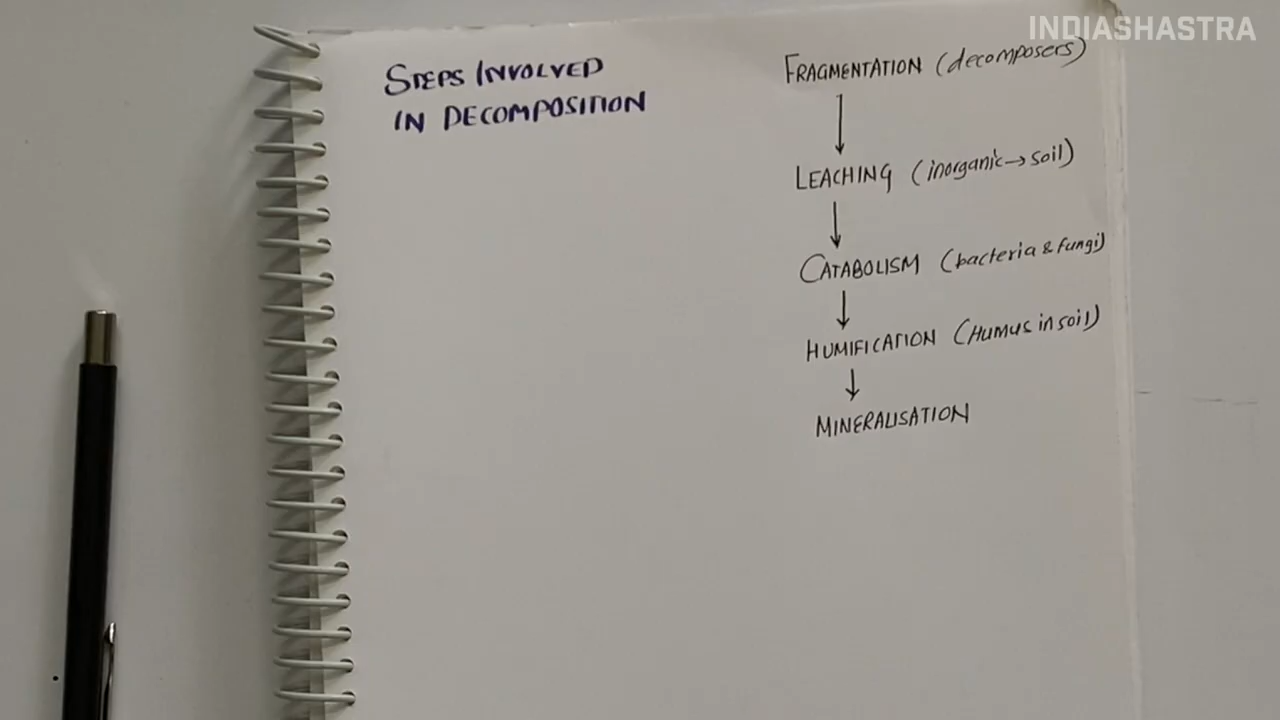 INDIASHASTRA
STEPS INVOLVED
IN DECOMPOSITION
FRAGMENTATION (decomposers)
↓
LEACHING (inorganic→soil)
↓
CATABOLISM (bacteria & fungi)
↓
HUMIFICATION (HUMUS in soil)
↓
MINERALISATION